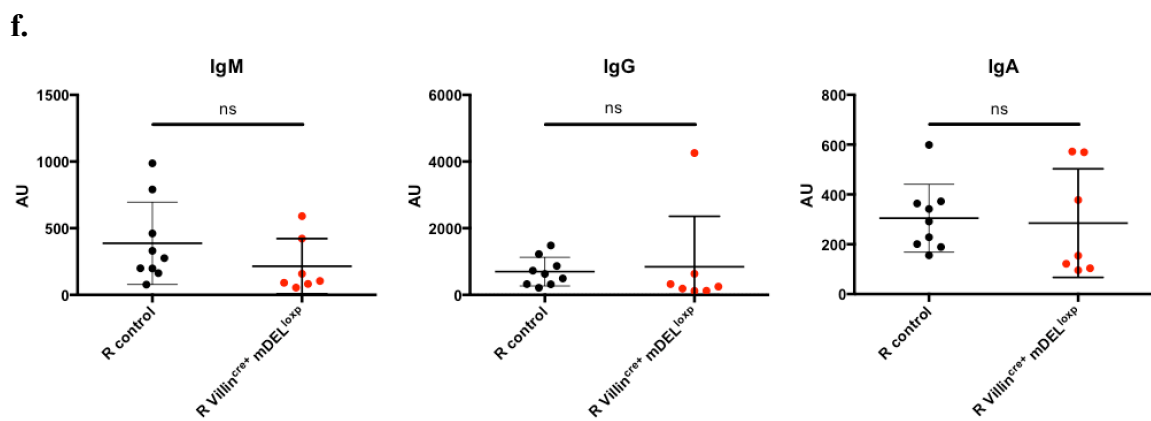 f.
IgM
1500
1000
500
0
AU
ns
R control
R Villincre+ mDELloxp
IgG
6000
4000
2000
0
AU
ns
R control
R Villincre+ mDELloxp
IgA
800
600
400
200
0
AU
ns
R control
R Villincre+ mDELloxp